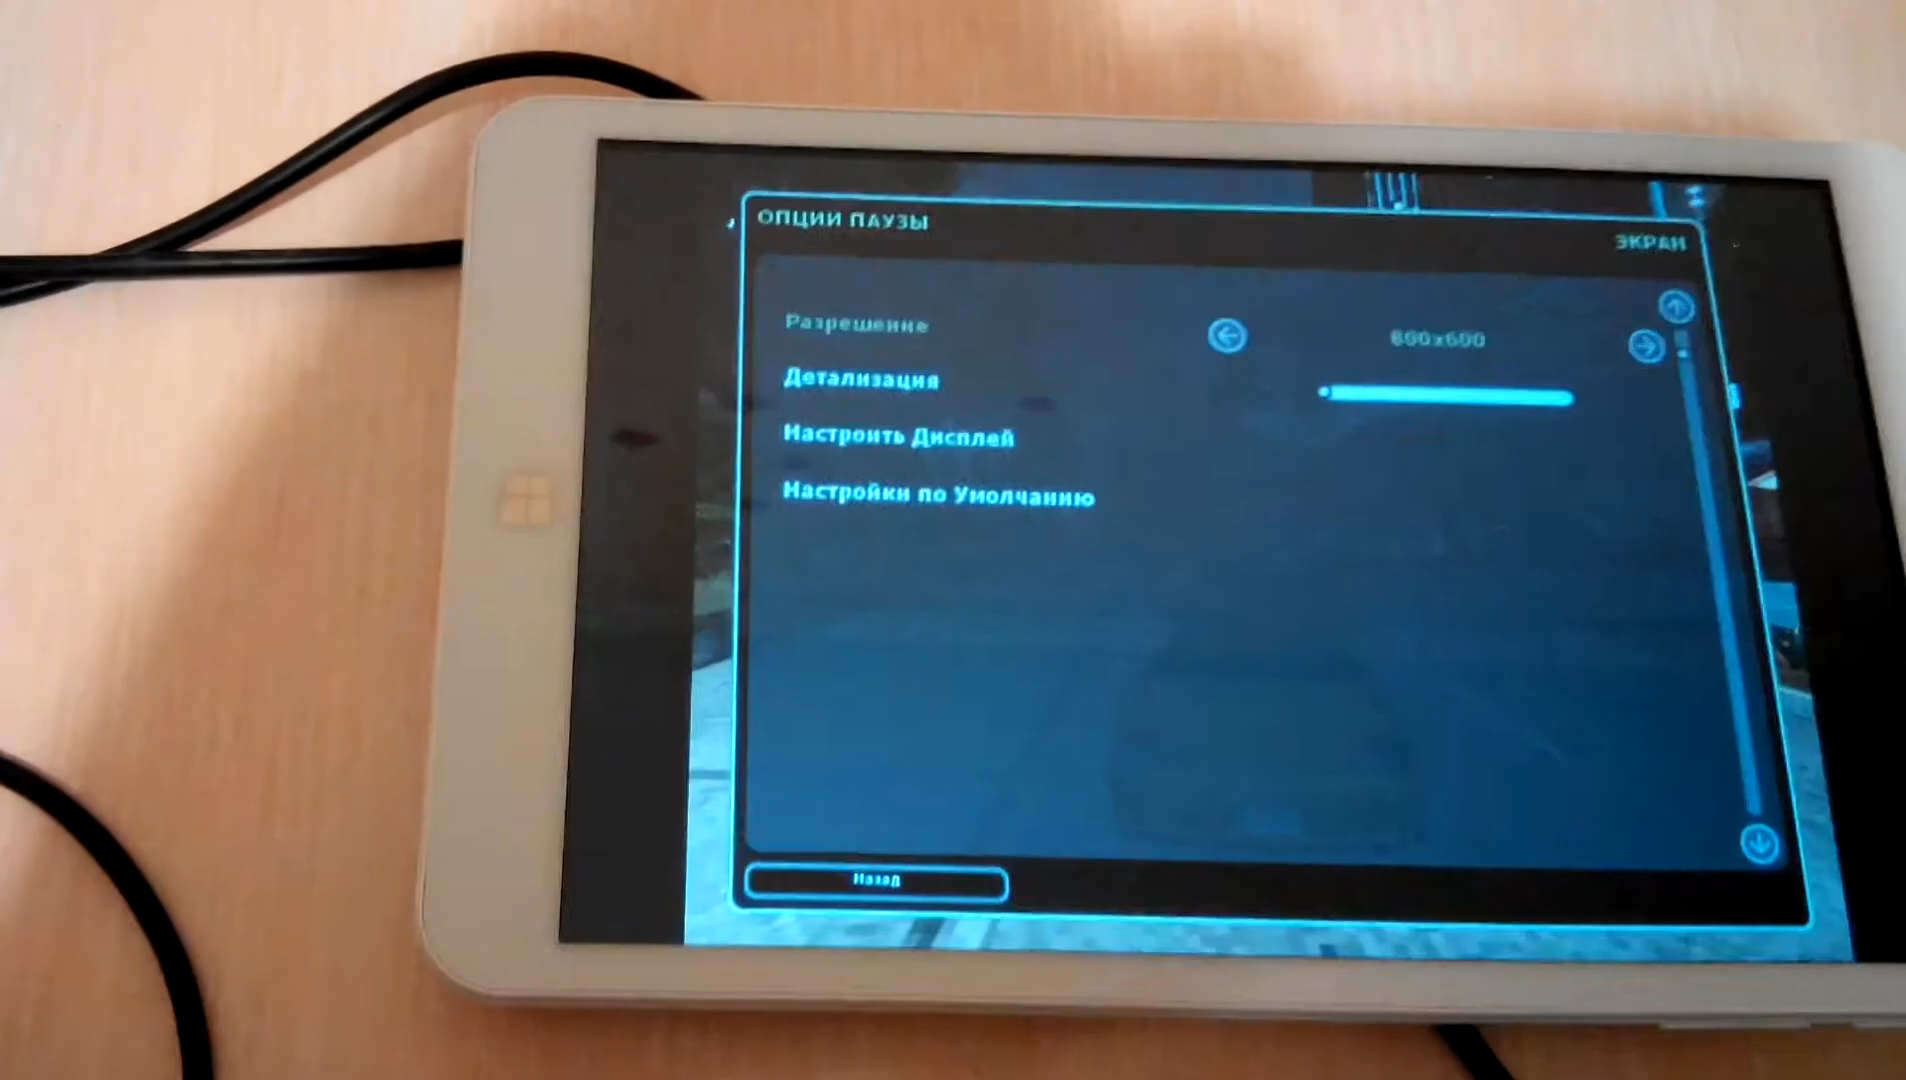 ОПЦИИ ПАУЗЫ
ЭКРАН
Разрешение 800x600
Детализация
Настроить Дисплей
Настройки по Умолчанию
Назад